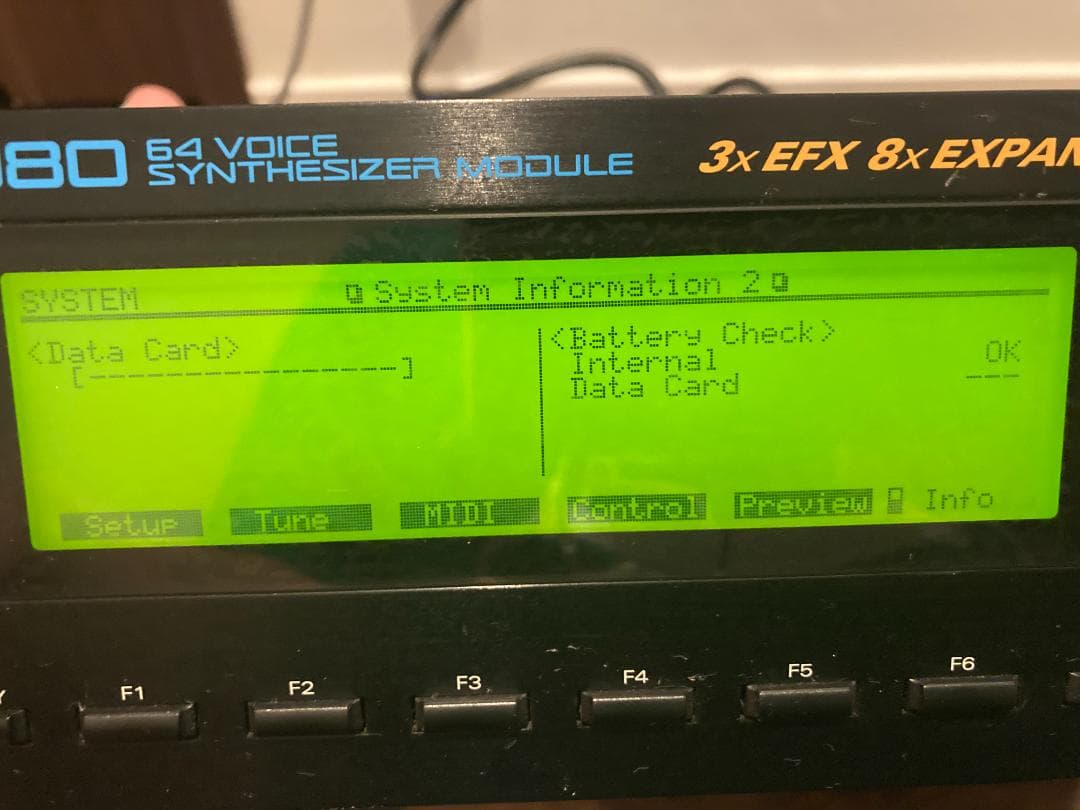 080 64 VOICE
SYNTHESIZER MODULE
3x EFX 8x EXPAN
SYSTEM System Information 2
<Data Card>
[----------------]
<Battery Check>
Internal OK
Data Card ---
Setup Tune MIDI Control Preview Info
Y F1 F2 F3 F4 F5 F6